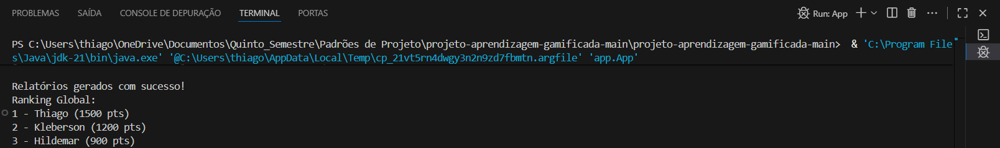 PROBLEMAS SAÍDA CONSOLE DE DEPURAÇÃO TERMINAL PORTAS Run: App
PS C:\Users\thiago\OneDrive\Documentos\Quinto_Semestre\Padrões de Projeto\projeto-aprendizagem-gamificada-main\projeto-aprendizagem-gamificada-main> & 'C:\Program File
s\Java\jdk-21\bin\java.exe' '@C:\Users\thiago\AppData\Local\Temp\cp_21vt5rn4dwgy3n2n9zd7fbmtn.argfile' 'app.App'
Relatórios gerados com sucesso!
Ranking Global:
1 - Thiago (1500 pts)
2 - Kleberson (1200 pts)
3 - Hildemar (900 pts)